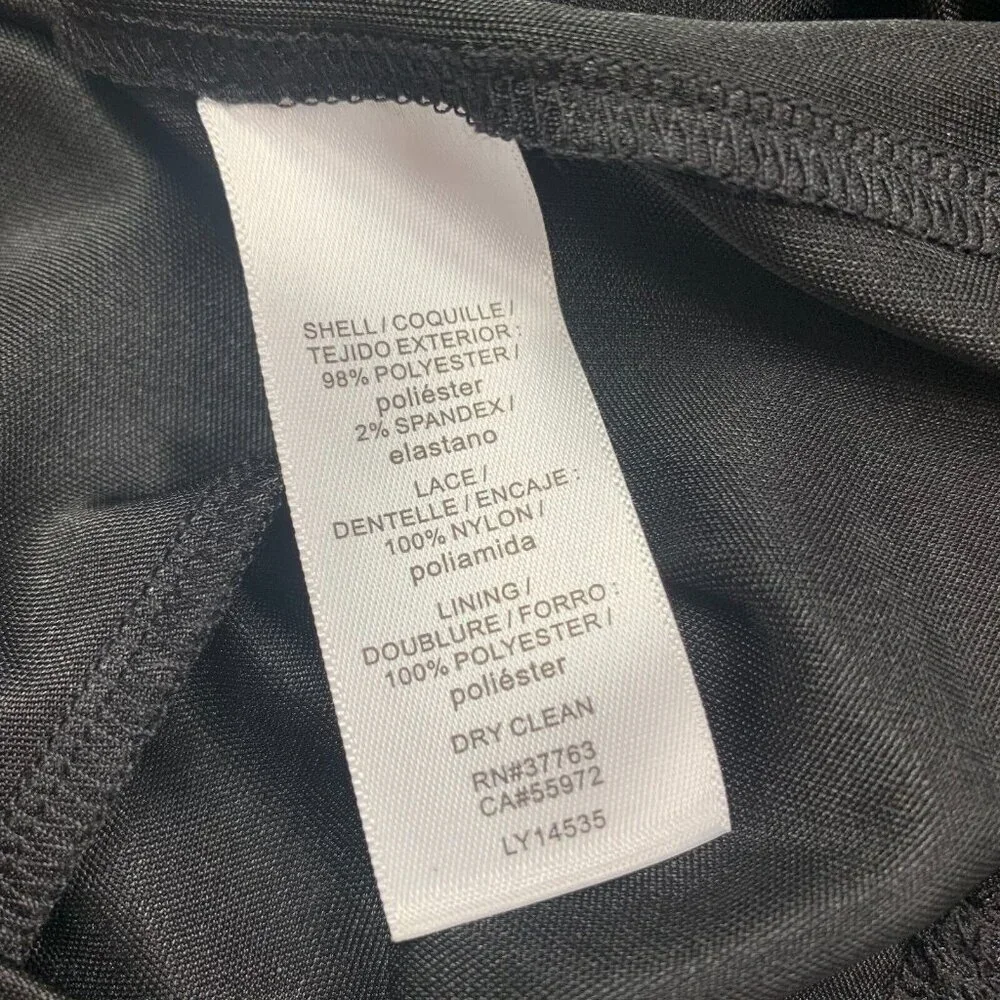 SHELL / COQUILLE /
TEJIDO EXTERIOR :
98% POLYESTER /
poliéster
2% SPANDEX /
elastano
LACE /
DENTELLE / ENCAJE :
100% NYLON /
poliamida
LINING /
DOUBLURE / FORRO :
100% POLYESTER /
poliéster
DRY CLEAN
RN#37763
CA#55972
LY14535